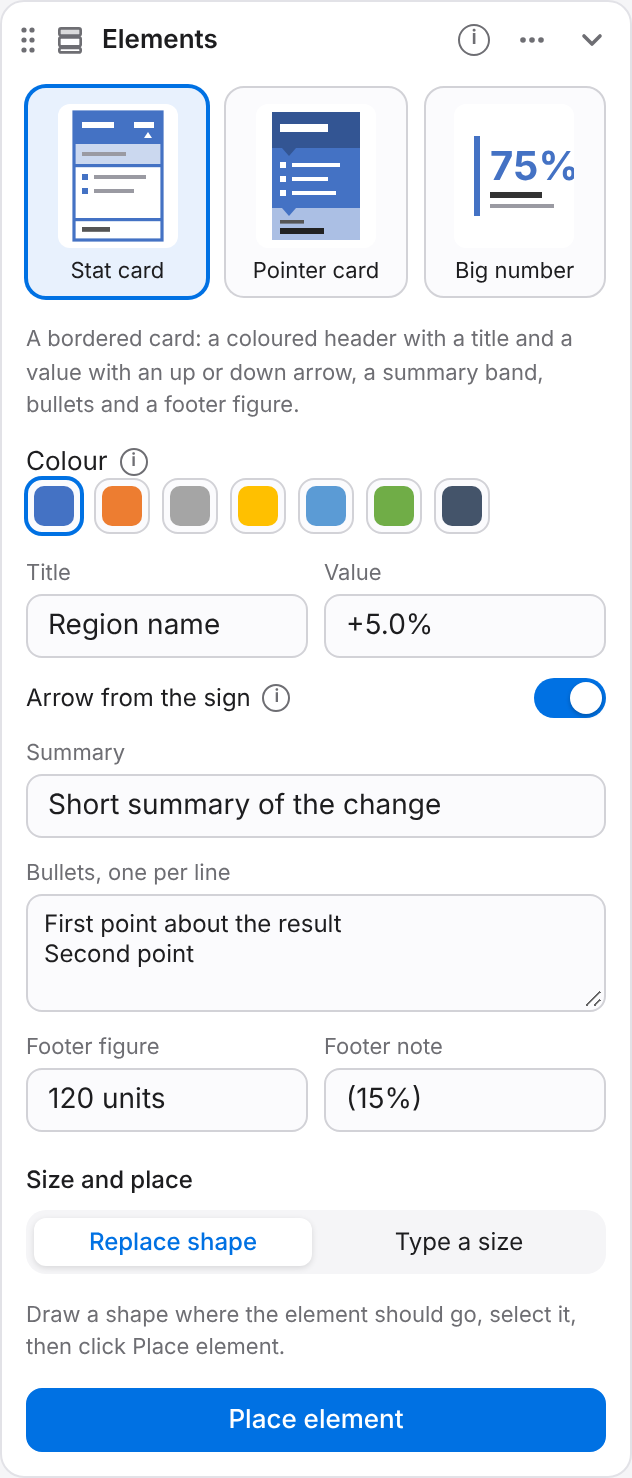 Elements
75%
Stat card
Pointer card
Big number
A bordered card: a coloured header with a title and a
value with an up or down arrow, a summary band,
bullets and a footer figure.
Colour
Title
Value
Region name
+5.0%
Arrow from the sign
Summary
Short summary of the change
Bullets, one per line
First point about the result
Second point
Footer figure
Footer note
120 units
(15%)
Size and place
Replace shape
Type a size
Draw a shape where the element should go, select it,
then click Place element.
Place element